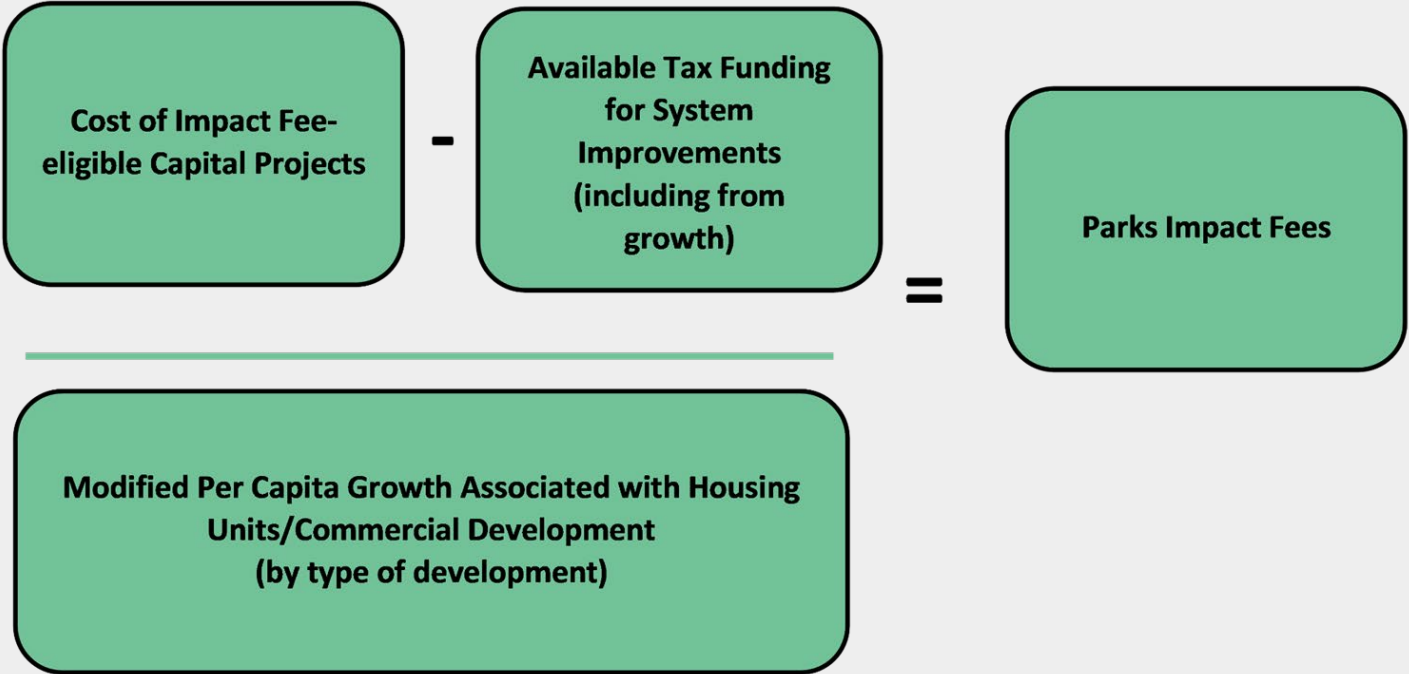 Cost of Impact Fee-
eligible Capital Projects
-
Available Tax Funding
for System
Improvements
(including from
growth)
=
Parks Impact Fees
Modified Per Capita Growth Associated with Housing
Units/Commercial Development
(by type of development)